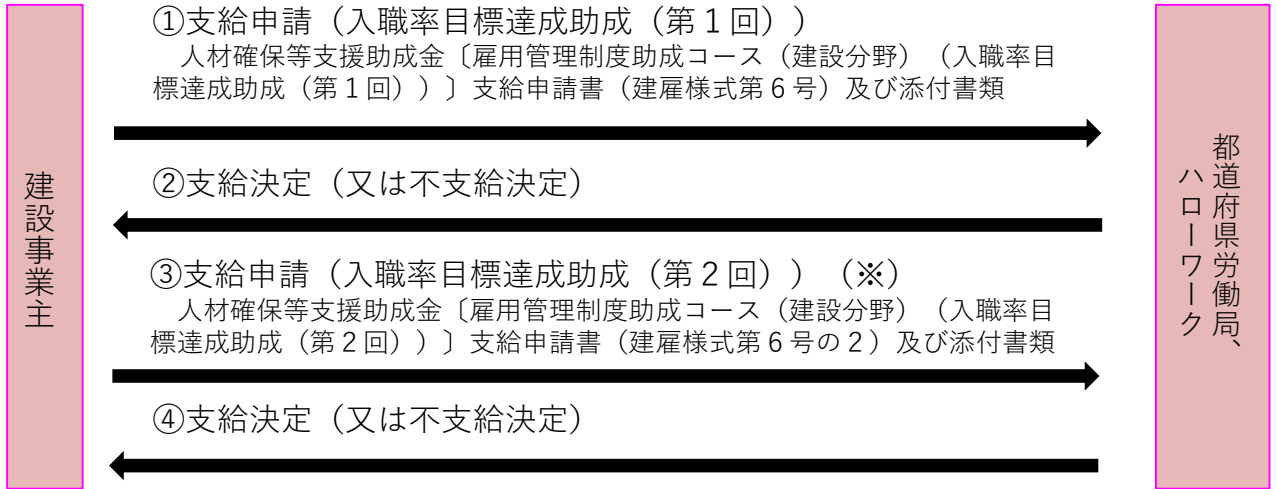 建設事業主
①支給申請（入職率目標達成助成（第１回））
人材確保等支援助成金〔雇用管理制度助成コース（建設分野）（入職率目
標達成助成（第１回））〕支給申請書（建雇様式第６号）及び添付書類
②支給決定（又は不支給決定）
③支給申請（入職率目標達成助成（第２回））（※）
人材確保等支援助成金〔雇用管理制度助成コース（建設分野）（入職率目
標達成助成（第２回））〕支給申請書（建雇様式第６号の２）及び添付書類
④支給決定（又は不支給決定）
都道府県労働局、
ハローワーク